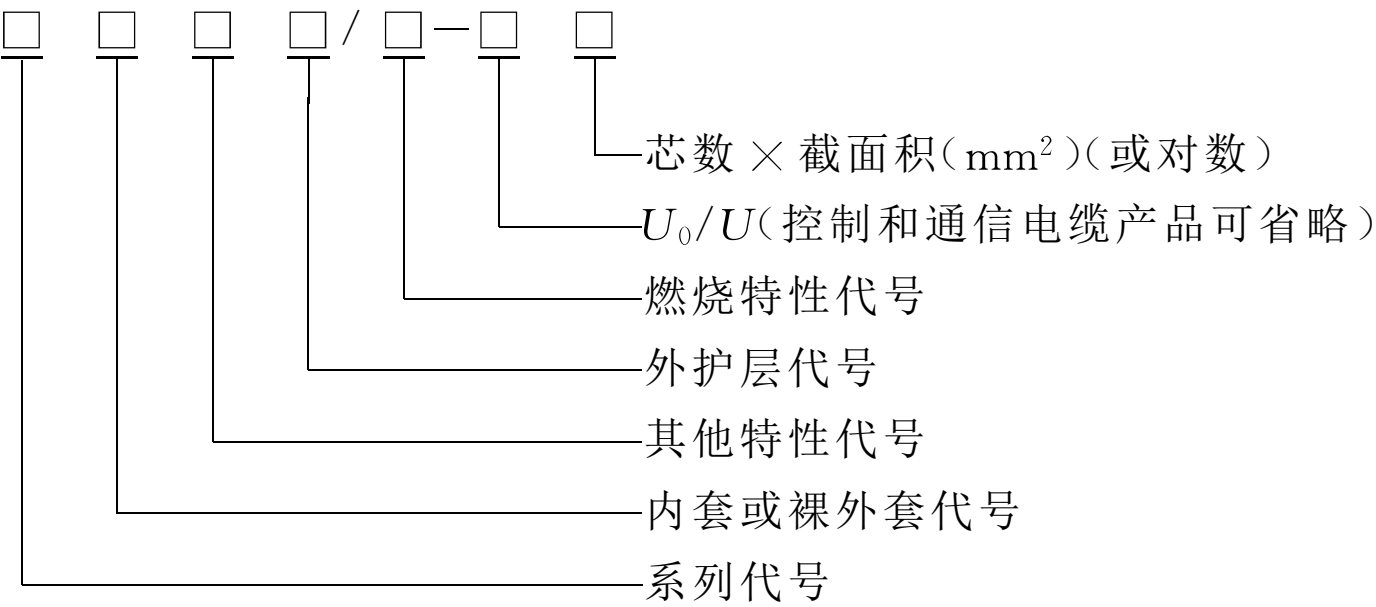 □ □ □ □/□—□ □
芯数×截面积(mm²)(或对数)
U₀/U(控制和通信电缆产品可省略)
燃烧特性代号
外护层代号
其他特性代号
内套或裸外套代号
系列代号